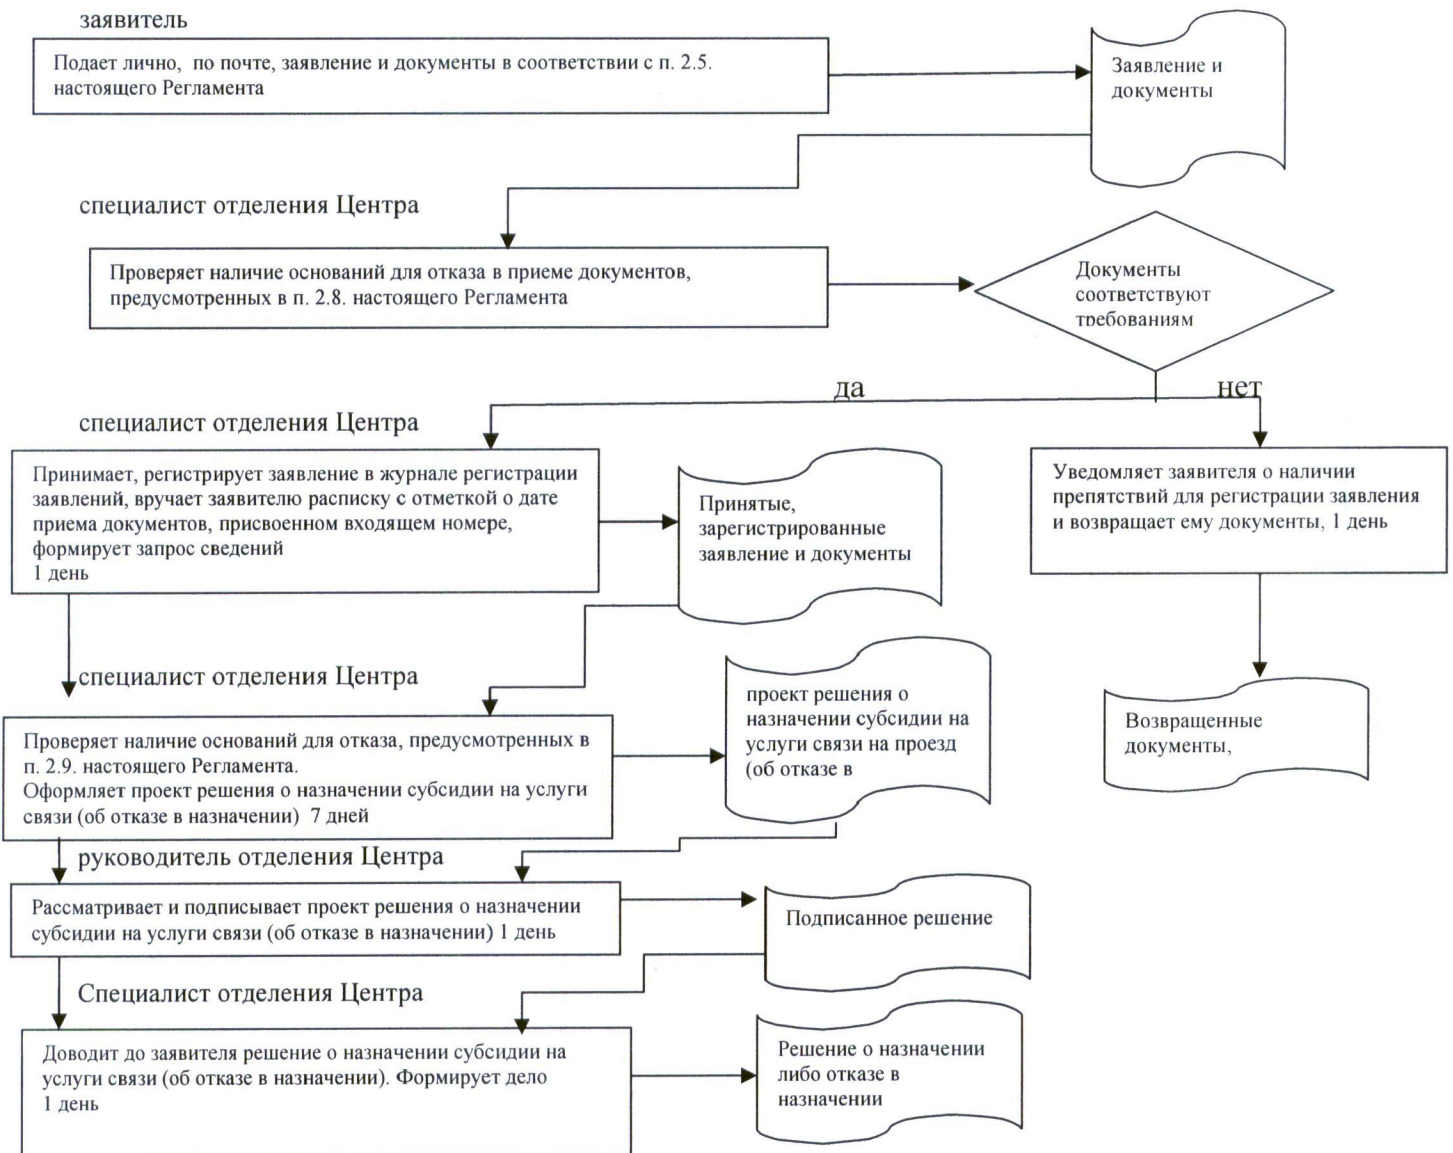 заявитель
Подает лично, по почте, заявление и документы в соответствии с п. 2.5.
настоящего Регламента
Заявление и
документы
специалист отделения Центра
Проверяет наличие оснований для отказа в приеме документов,
предусмотренных в п. 2.8. настоящего Регламента
Документы
соответствуют
требованиям
да
нет
специалист отделения Центра
Принимает, регистрирует заявление в журнале регистрации
заявлений, вручает заявителю расписку с отметкой о дате
приема документов, присвоенном входящем номере,
формирует запрос сведений
1 день
Принятые,
зарегистрированные
заявление и документы
Уведомляет заявителя о наличии
препятствий для регистрации заявления
и возвращает ему документы, 1 день
специалист отделения Центра
Проверяет наличие оснований для отказа, предусмотренных в
п. 2.9. настоящего Регламента.
Оформляет проект решения о назначении субсидии на услуги
связи (об отказе в назначении) 7 дней
проект решения о
назначении субсидии на
услуги связи на проезд
(об отказе в
Возвращенные
документы,
руководитель отделения Центра
Рассматривает и подписывает проект решения о назначении
субсидии на услуги связи (об отказе в назначении) 1 день
Подписанное решение
Специалист отделения Центра
Доводит до заявителя решение о назначении субсидии на
услуги связи (об отказе в назначении). Формирует дело
1 день
Решение о назначении
либо отказе в
назначении